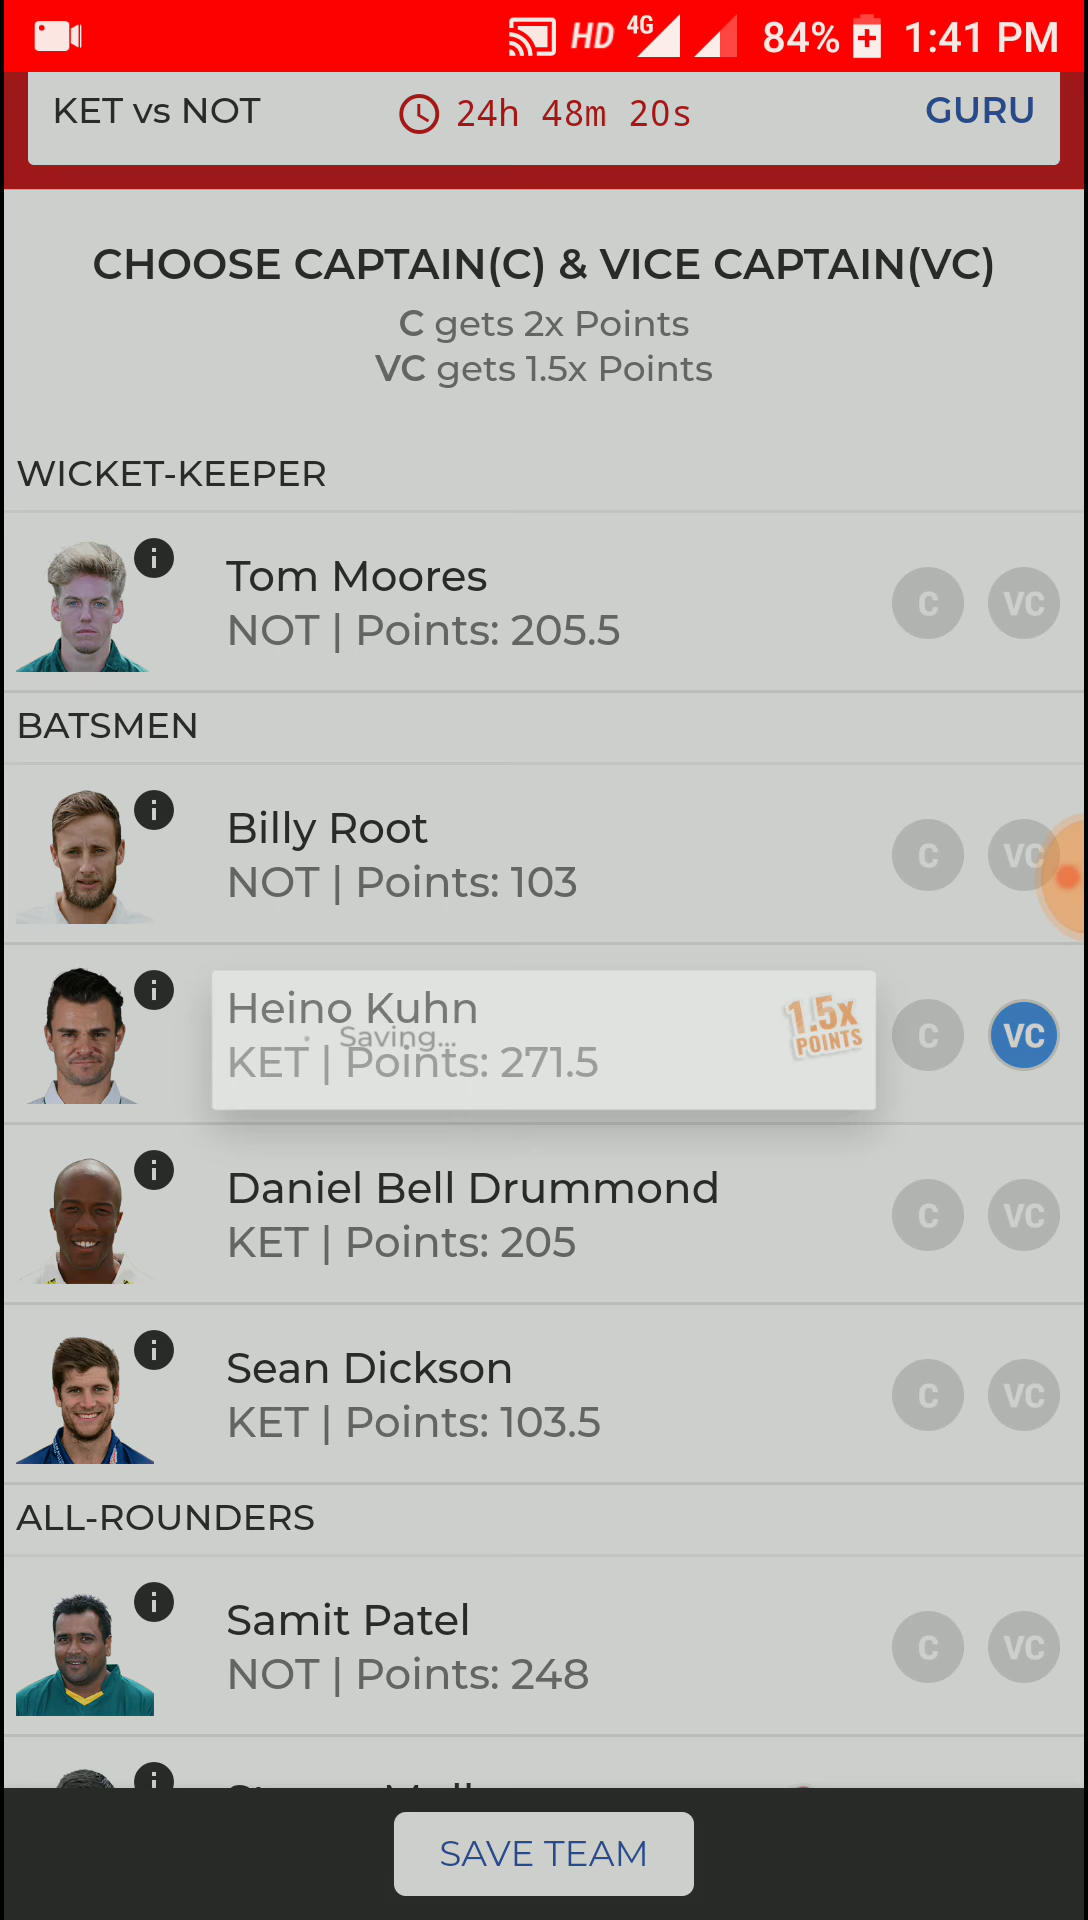 HD 4G 84% 1:41 PM
KET vs NOT 24h 48m 20s GURU
CHOOSE CAPTAIN(C) & VICE CAPTAIN(VC)
C gets 2x Points
VC gets 1.5x Points
WICKET-KEEPER
i
Tom Moores
NOT | Points: 205.5
C VC
BATSMEN
i
Billy Root
NOT | Points: 103
C VC
i
Heino Kuhn
Saving...
KET | Points: 271.5
1.5x
POINTS
C VC
i
Daniel Bell Drummond
KET | Points: 205
C VC
i
Sean Dickson
KET | Points: 103.5
C VC
ALL-ROUNDERS
i
Samit Patel
NOT | Points: 248
C VC
i
SAVE TEAM